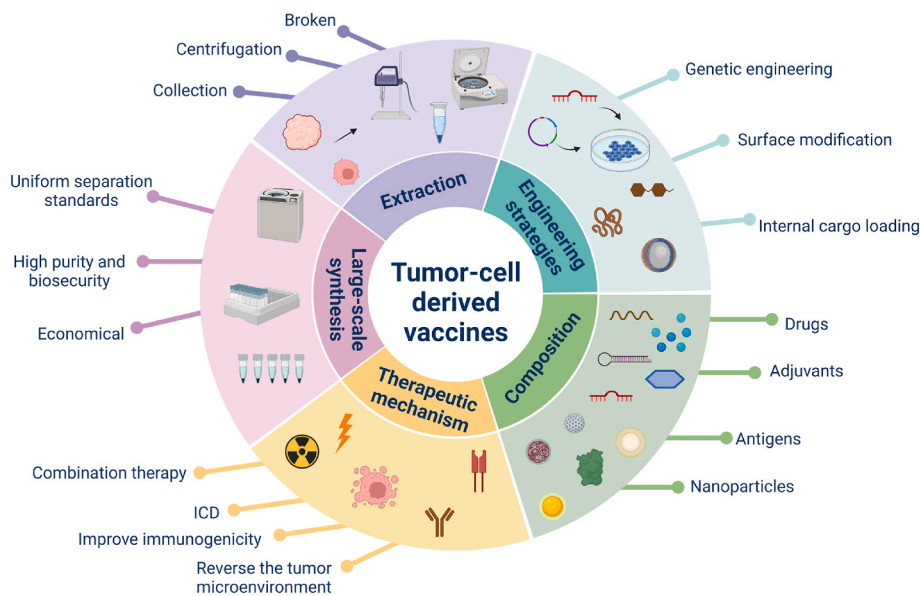 Broken
Centrifugation
Collection
Genetic engineering
Surface modification
Internal cargo loading
Uniform separation
standards
High purity and
biosecurity
Economical
Extraction
Engineering
strategies
Large-scale
synthesis
Tumor-cell
derived
vaccines
Composition
Therapeutic
mechanism
Drugs
Adjuvants
Antigens
Nanoparticles
Combination therapy
ICD
Improve immunogenicity
Reverse the tumor
microenvironment